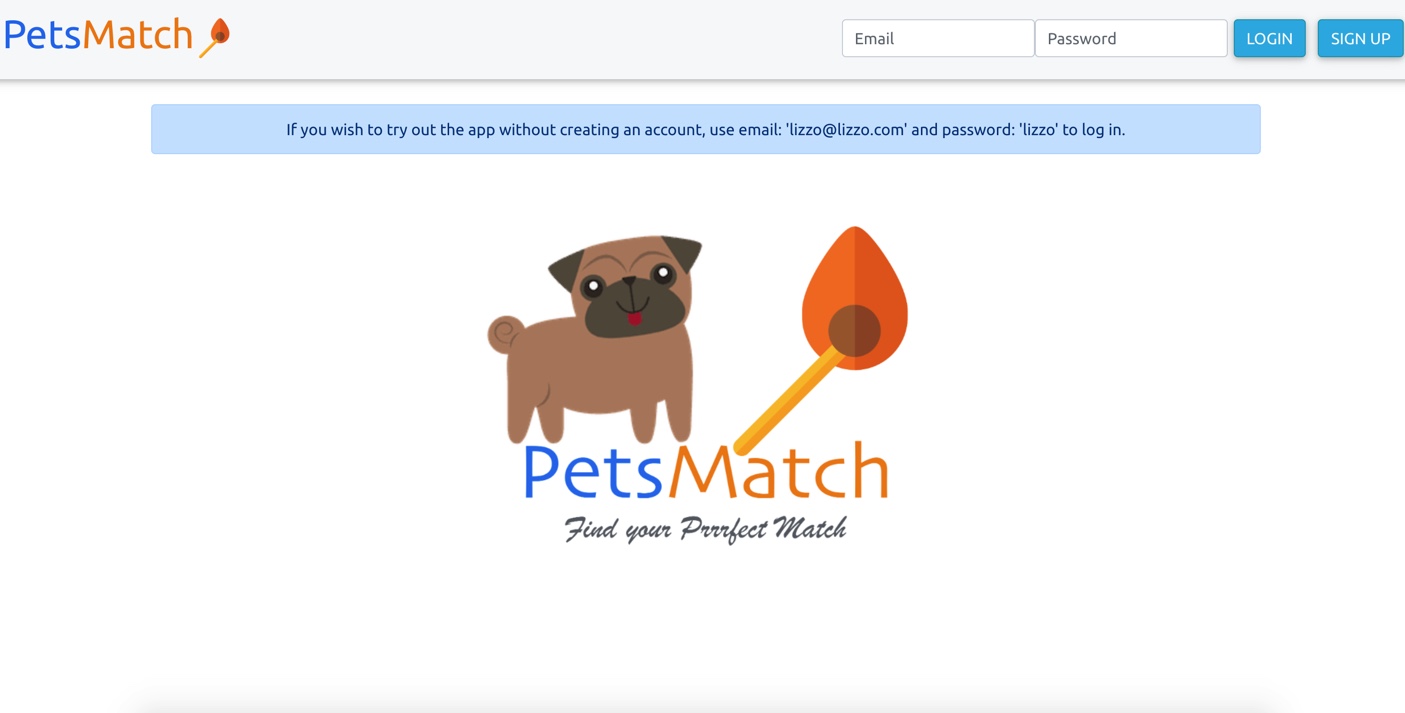 PetsMatch
Email
Password
LOGIN
SIGN UP
If you wish to try out the app without creating an account, use email: 'lizzo@lizzo.com' and password: 'lizzo' to log in.
PetsMatch
Find your Prrrfect Match